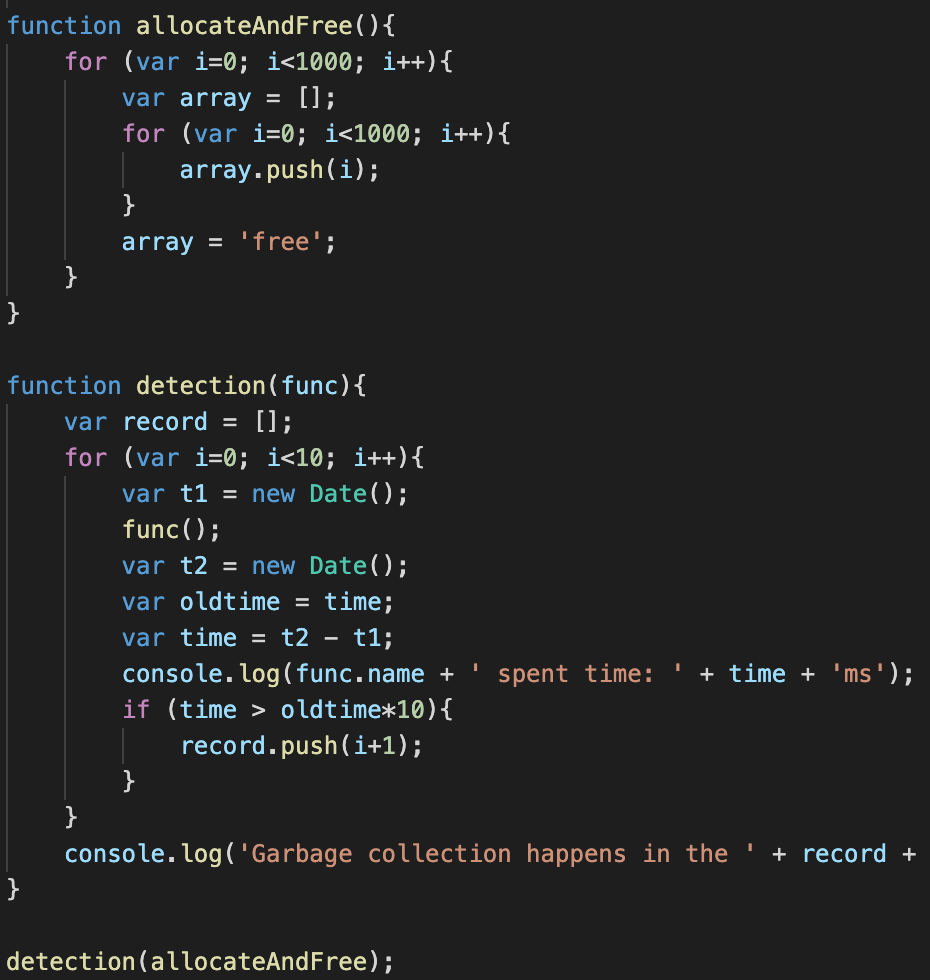 function allocateAndFree(){
    for (var i=0; i<1000; i++){
        var array = [];
        for (var i=0; i<1000; i++){
            array.push(i);
        }
        array = 'free';
    }
}

function detection(func){
    var record = [];
    for (var i=0; i<10; i++){
        var t1 = new Date();
        func();
        var t2 = new Date();
        var oldtime = time;
        var time = t2 - t1;
        console.log(func.name + ' spent time: ' + time + 'ms');
        if (time > oldtime*10){
            record.push(i+1);
        }
    }
    console.log('Garbage collection happens in the ' + record +
}

detection(allocateAndFree);